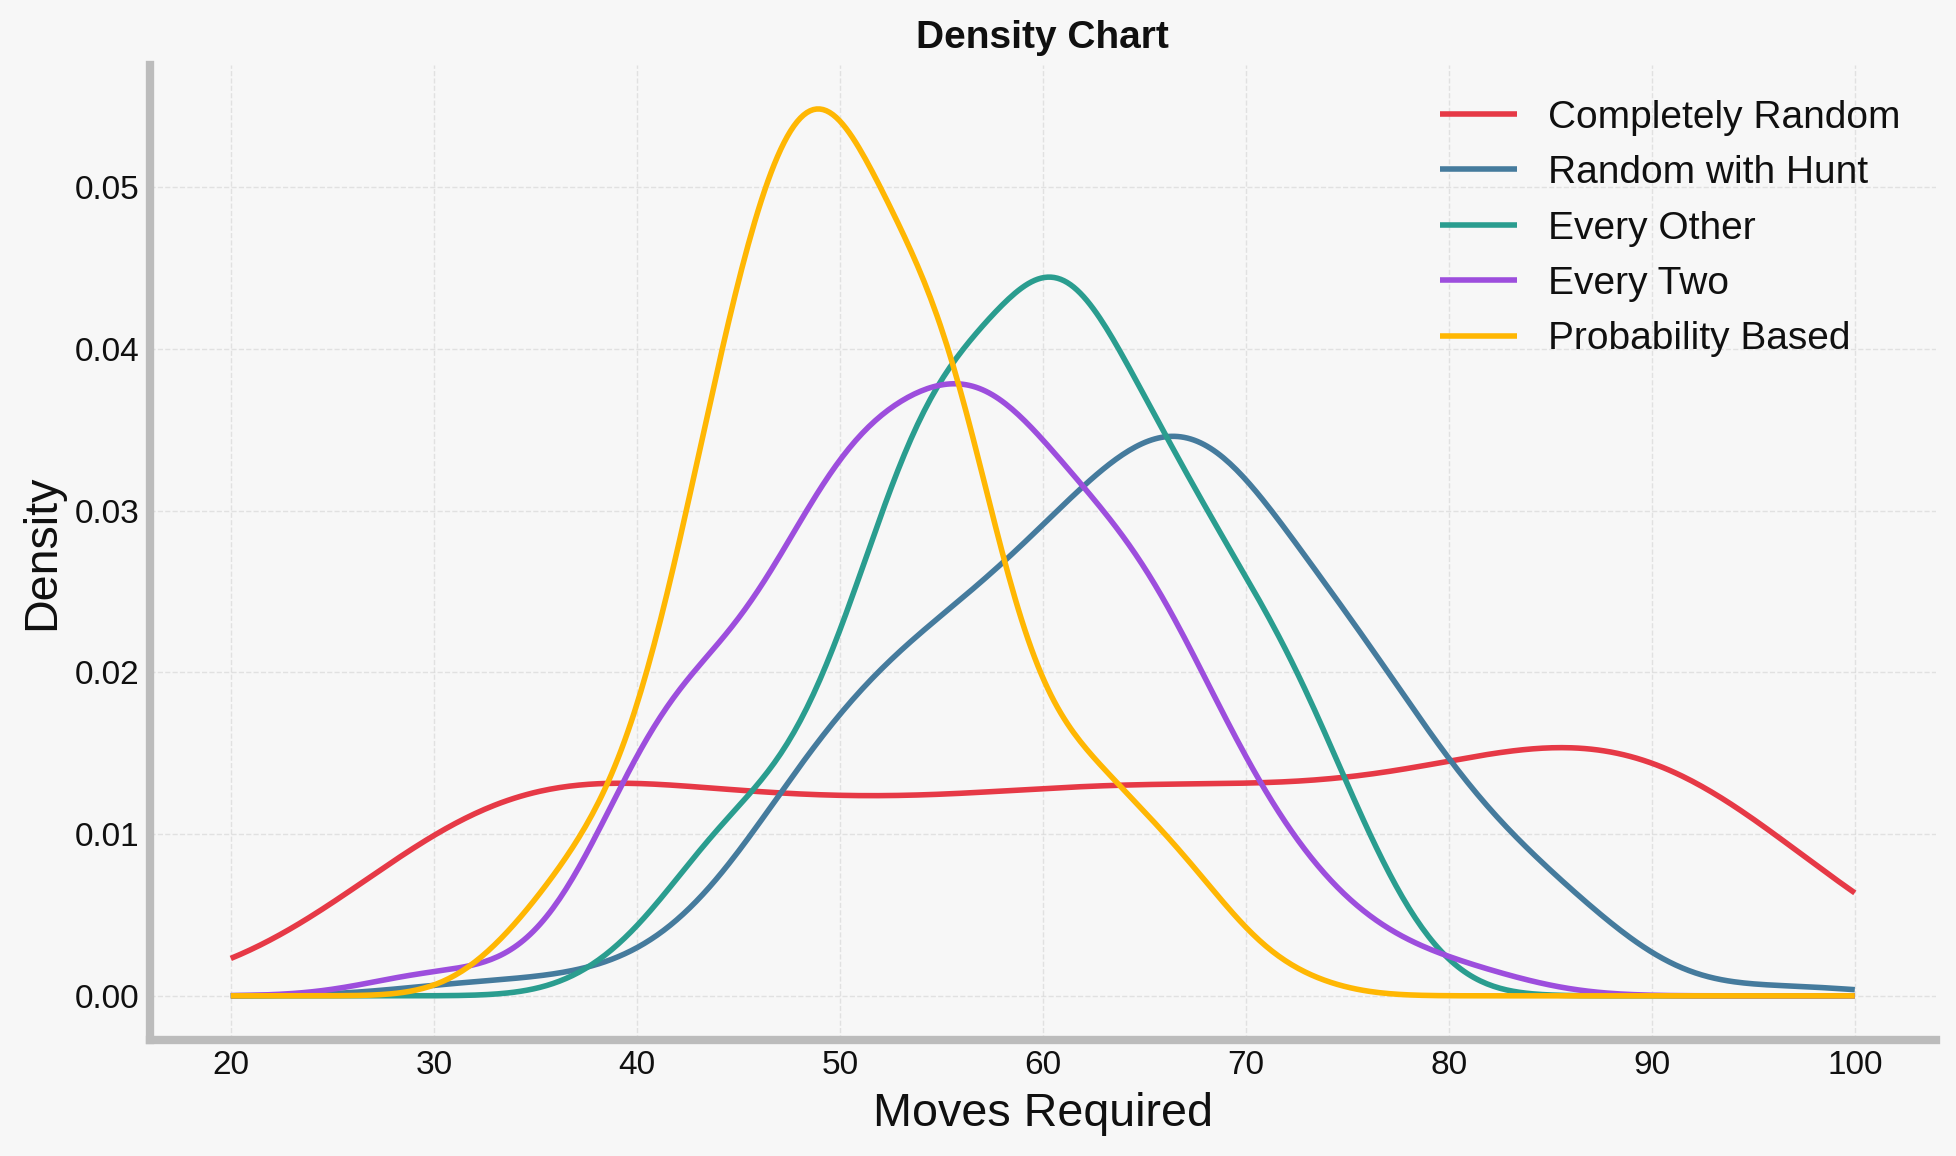 Density Chart
Completely Random
Random with Hunt
Every Other
Every Two
Probability Based
Density
0.05
0.04
0.03
0.02
0.01
0.00
20 30 40 50 60 70 80 90 100
Moves Required